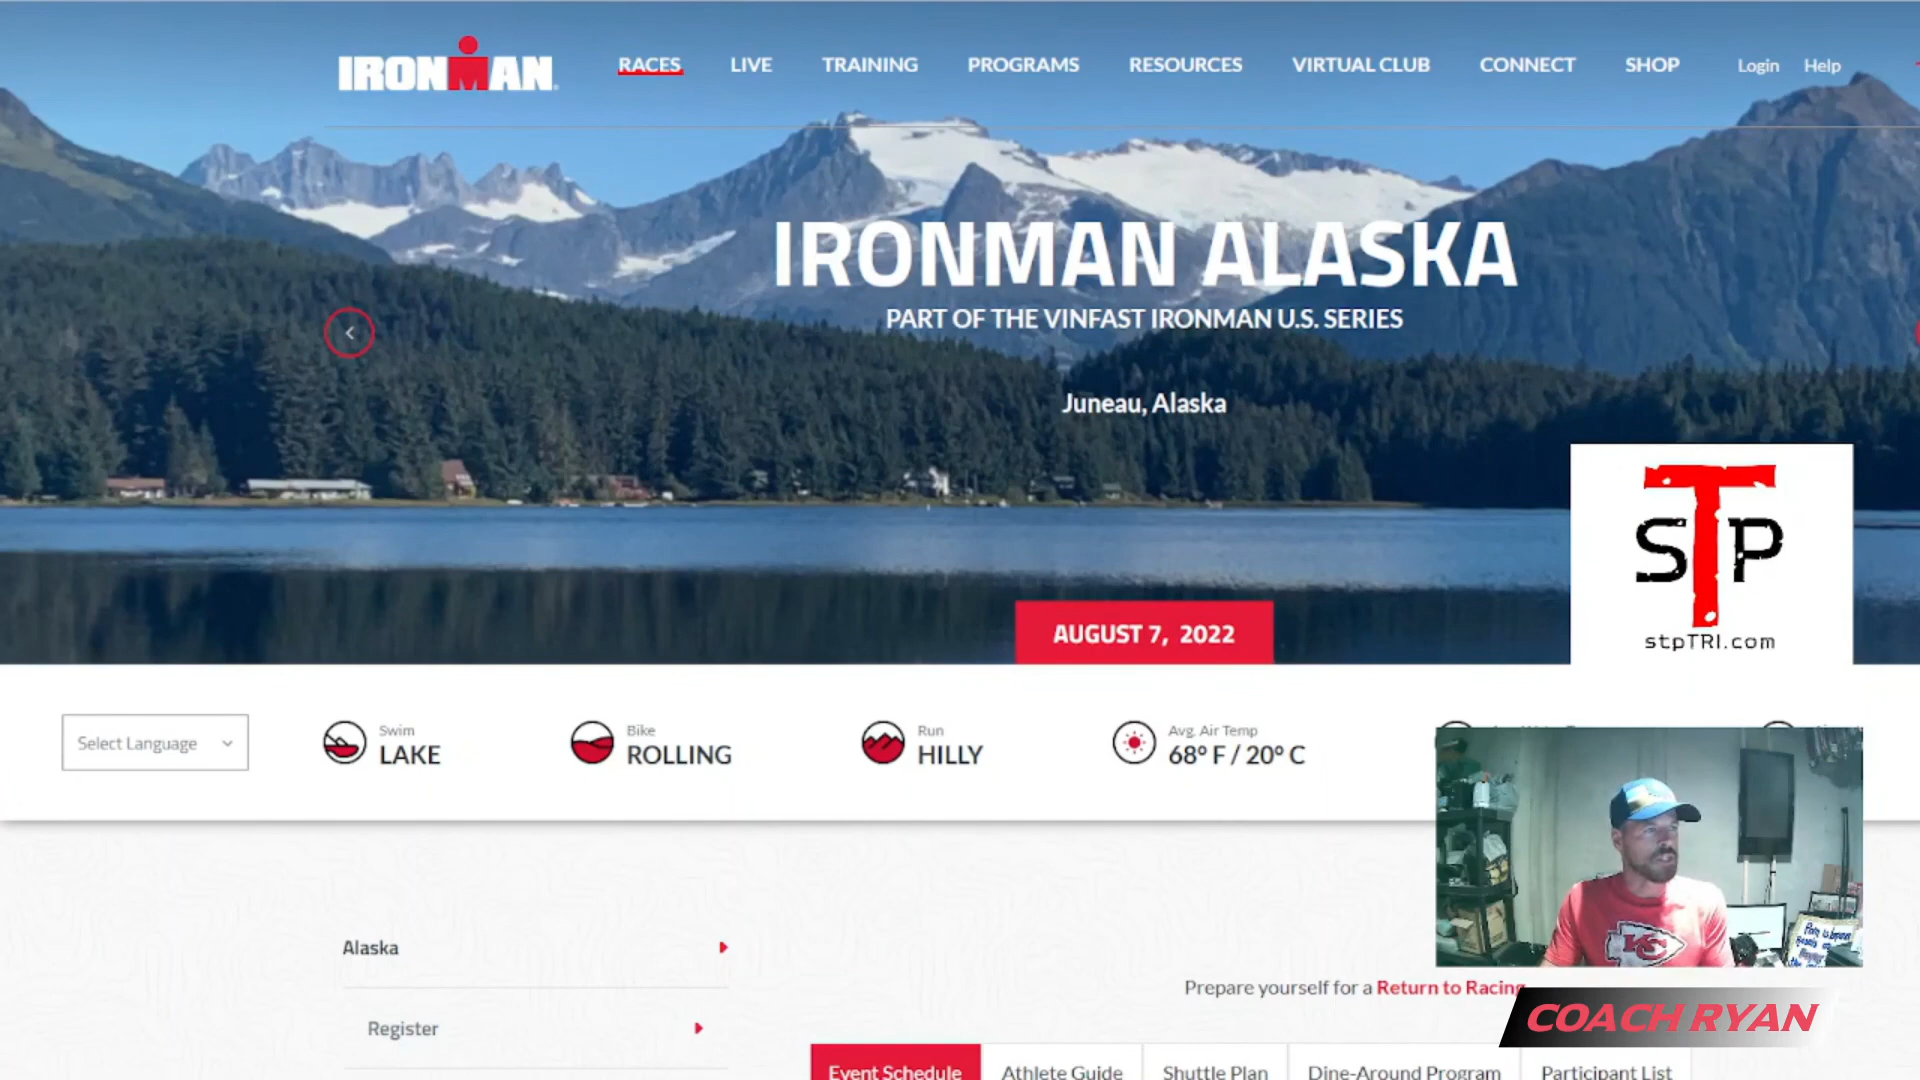 IRONMAN
RACES LIVE TRAINING PROGRAMS RESOURCES VIRTUAL CLUB CONNECT SHOP Login Help
IRONMAN ALASKA
PART OF THE VINFAST IRONMAN U.S. SERIES
Juneau, Alaska
STP
stpTRI.com
AUGUST 7, 2022
Select Language
Swim
LAKE
Bike
ROLLING
Run
HILLY
Avg. Air Temp
68º F / 20º C
KC
Alaska
Prepare yourself for a Return to Racing
COACH RYAN
Register
Event Schedule Athlete Guide Shuttle Plan Dine-Around Program Participant List